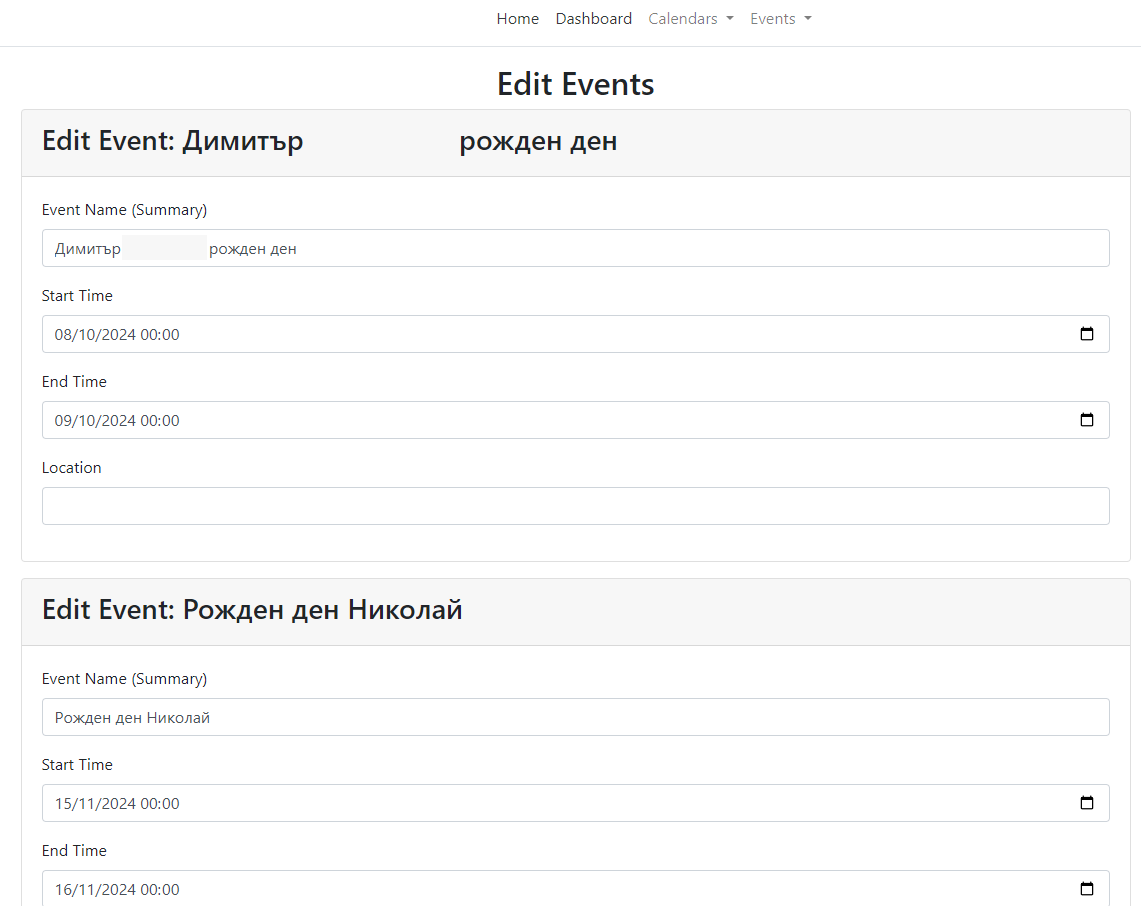 Home Dashboard Calendars Events
Edit Events
Edit Event: Димитър рожден ден
Event Name (Summary)
Димитър рожден ден
Start Time
08/10/2024 00:00
End Time
09/10/2024 00:00
Location
Edit Event: Рожден ден Николай
Event Name (Summary)
Рожден ден Николай
Start Time
15/11/2024 00:00
End Time
16/11/2024 00:00